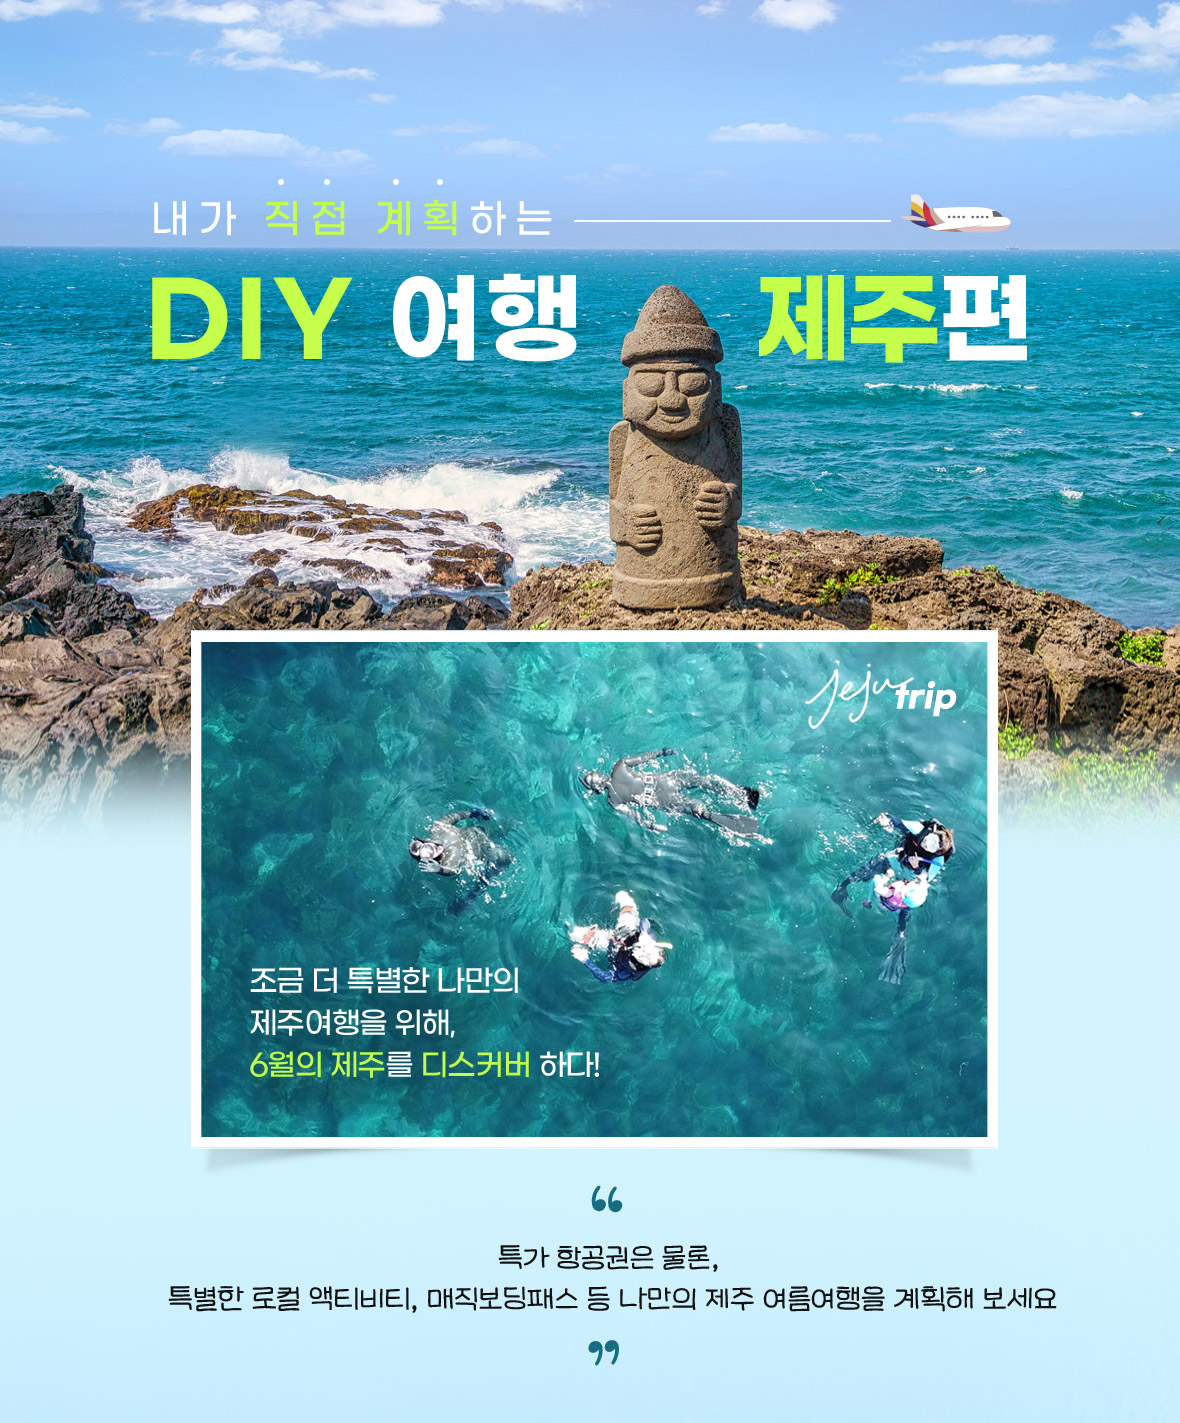 내가 직접 계획하는
DIY 여행 제주편
jeju trip
조금 더 특별한 나만의
제주여행을 위해,
6월의 제주를 디스커버 하다!
“
특가 항공권은 물론,
특별한 로컬 액티비티, 매직보딩패스 등 나만의 제주 여름여행을 계획해 보세요
”